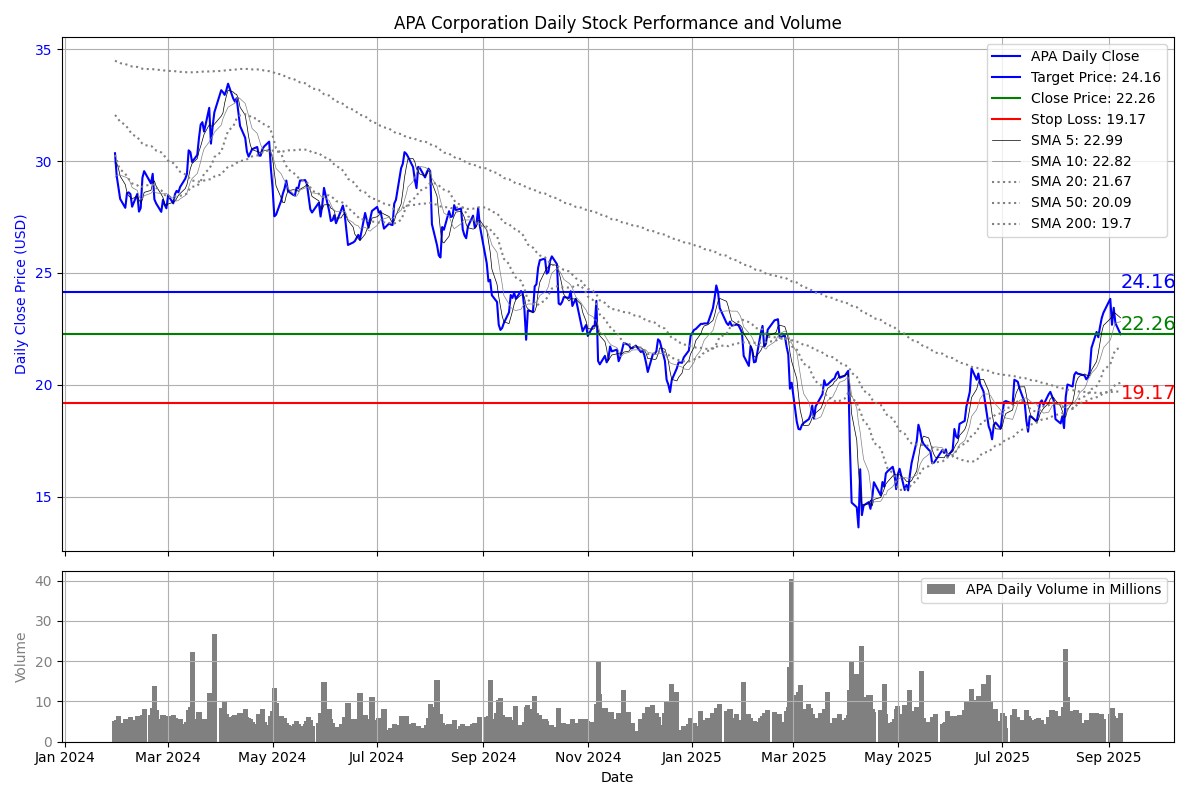 APA Corporation Daily Stock Performance and Volume
Daily Close Price (USD)
35
30
25
20
15
APA Daily Close
Target Price: 24.16
Close Price: 22.26
Stop Loss: 19.17
SMA 5: 22.99
SMA 10: 22.82
SMA 20: 21.67
SMA 50: 20.09
SMA 200: 19.7
24.16
22.26
19.17
Volume
40
30
20
10
0
APA Daily Volume in Millions
Jan 2024 Mar 2024 May 2024 Jul 2024 Sep 2024 Nov 2024 Jan 2025 Mar 2025 May 2025 Jul 2025 Sep 2025
Date